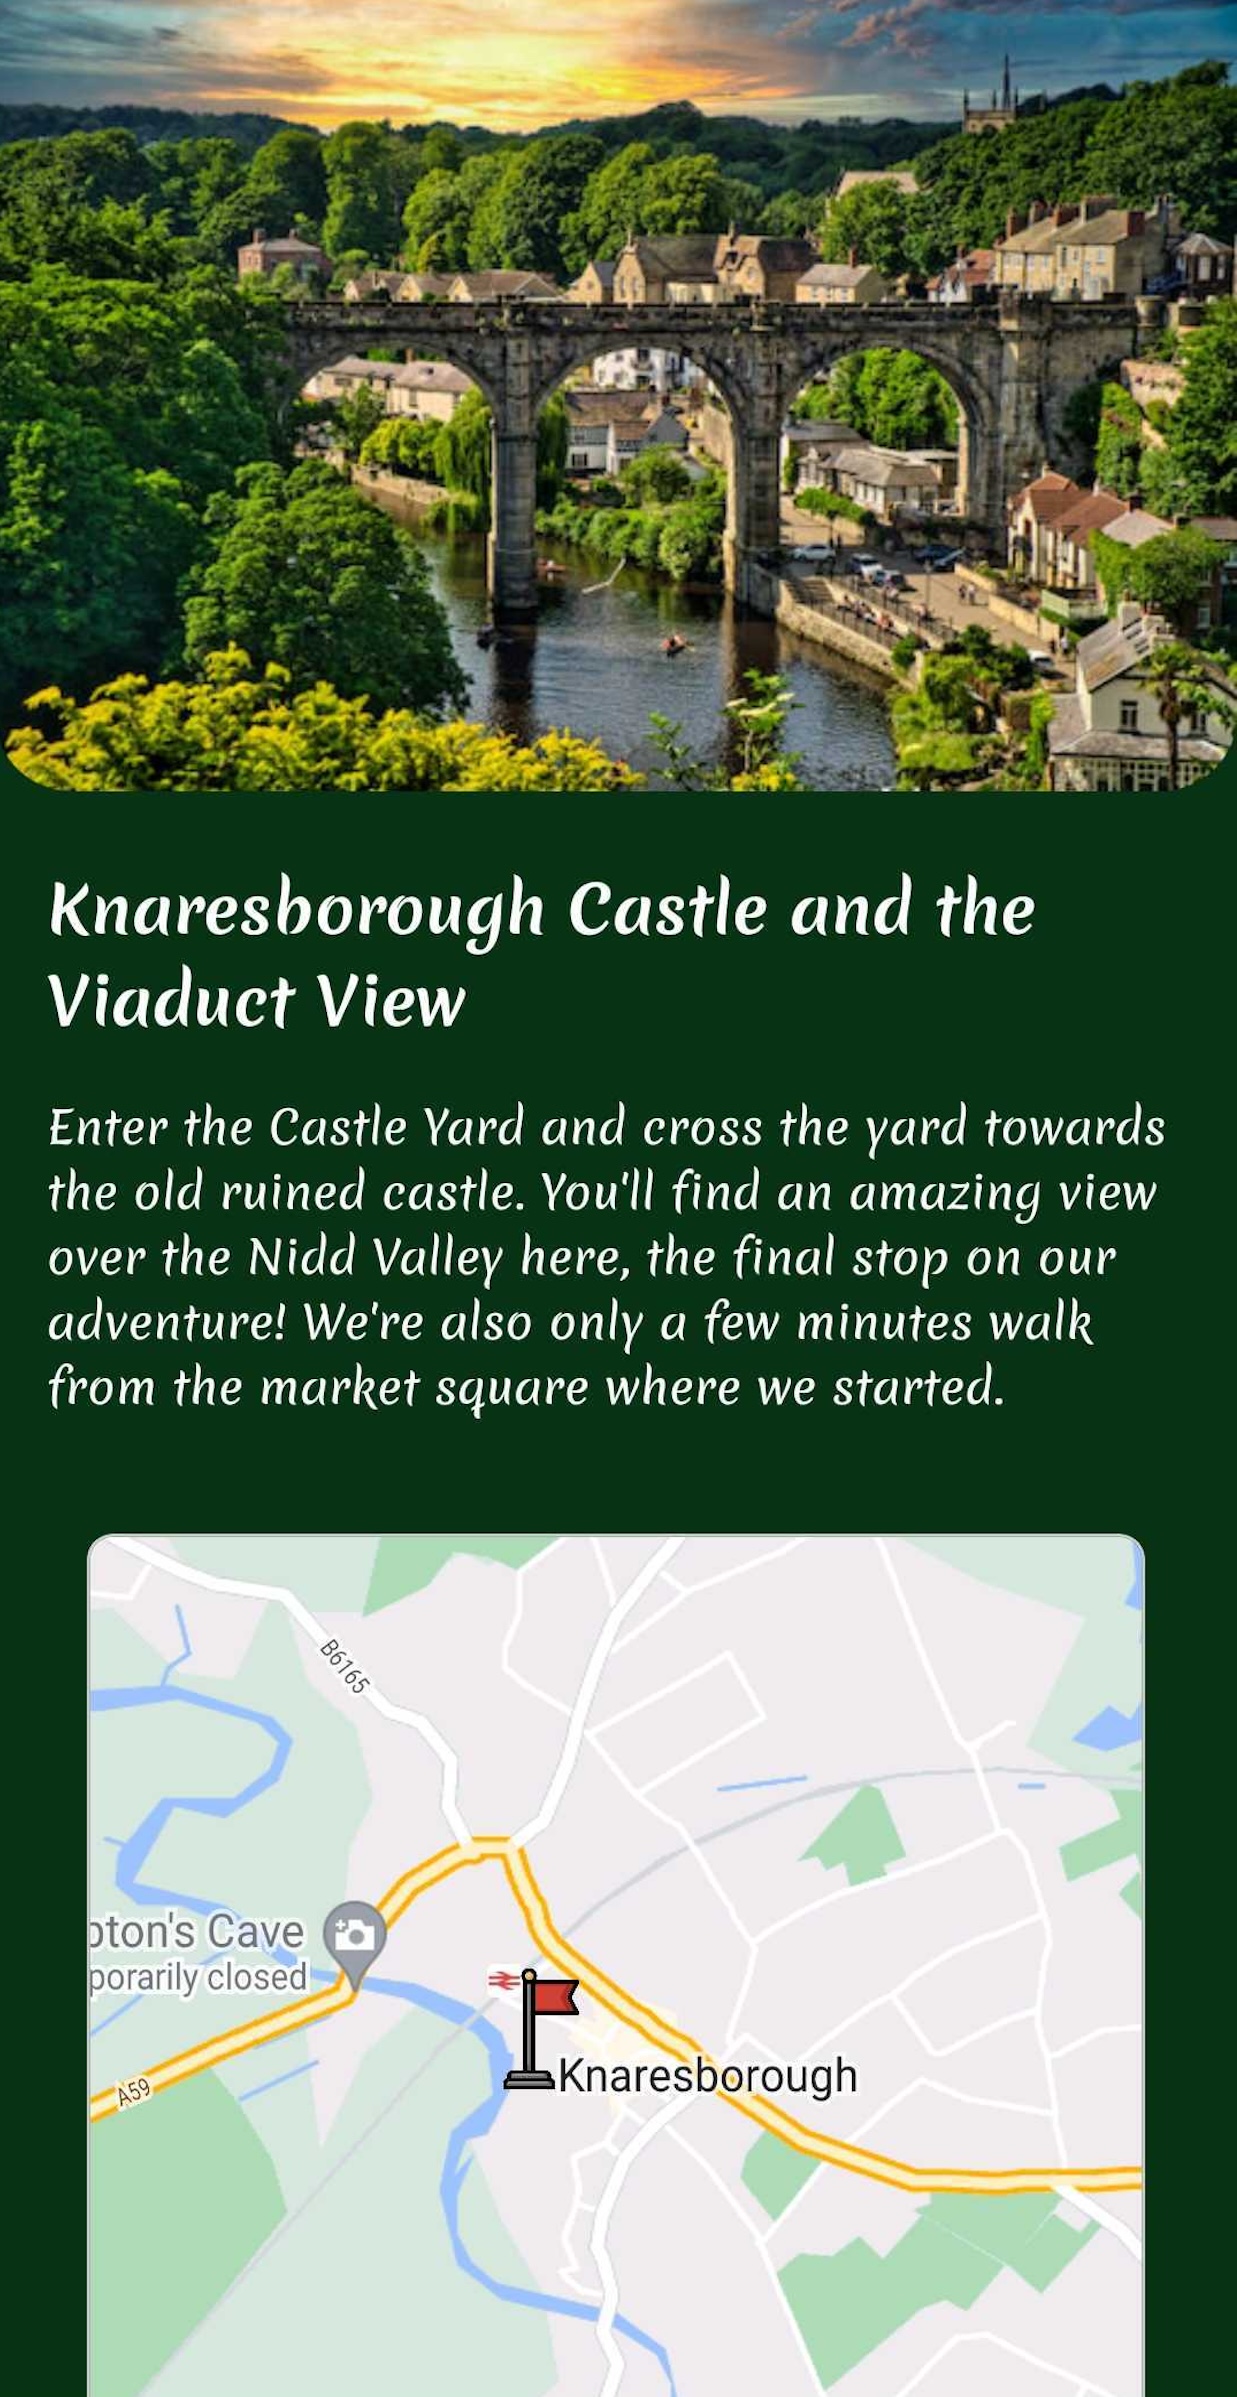 Knaresborough Castle and the
Viaduct View
Enter the Castle Yard and cross the yard towards
the old ruined castle. You'll find an amazing view
over the Nidd Valley here, the final stop on our
adventure! We're also only a few minutes walk
from the market square where we started.
B6165
pton's Cave
porarily closed
A59
Knaresborough